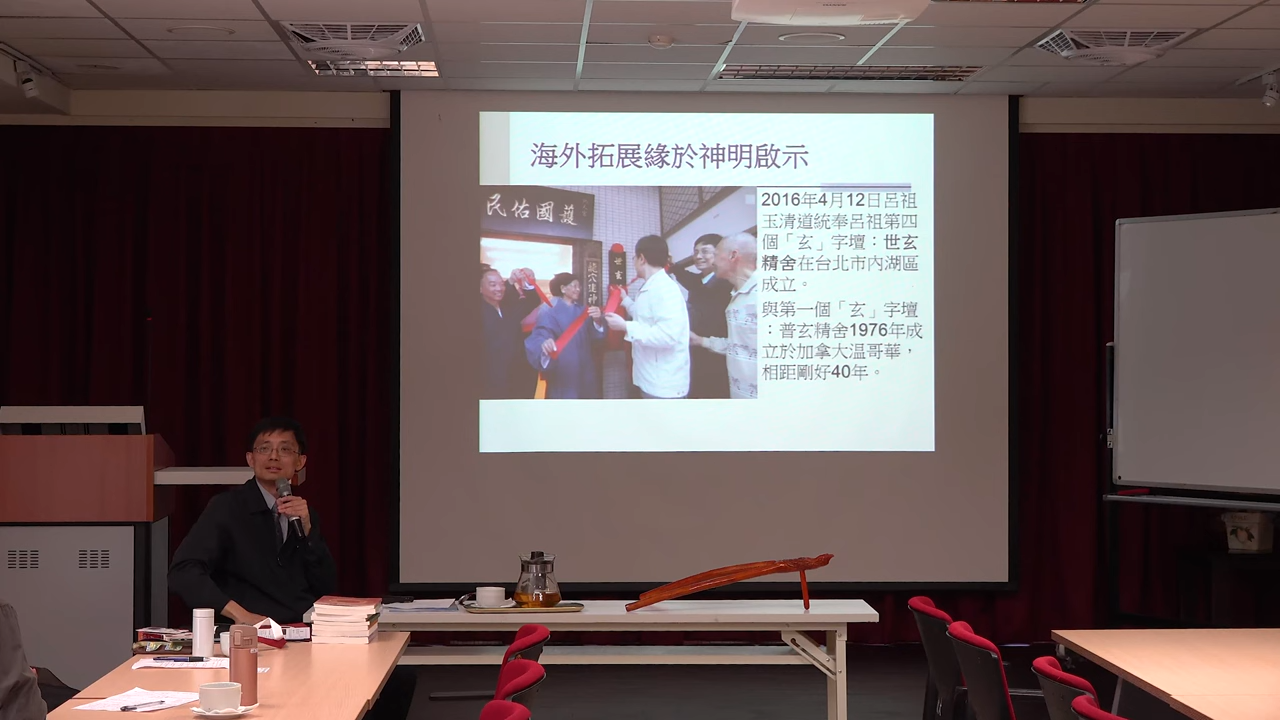 海外拓展緣於神明啟示
2016年4月12日呂祖
玉清道統奉呂祖第四
個「玄」字壇：世玄
精舍在台北市內湖區
成立。
與第一個「玄」字壇
：普玄精舍1976年成
立於加拿大温哥華，
相距剛好40年。
民佑國護
世玄